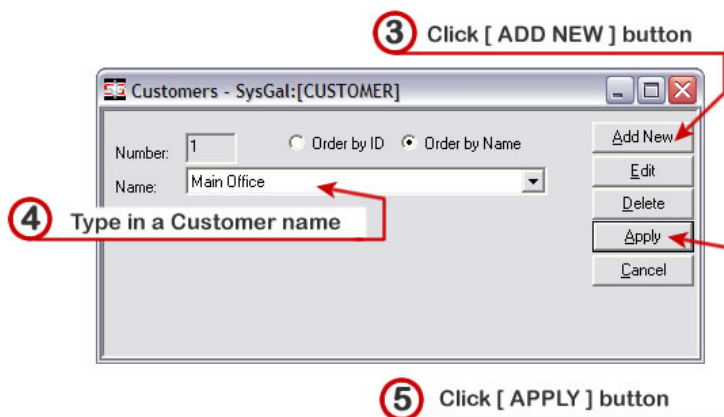 3 Click [ ADD NEW ] button
SG Customers - SysGal:[CUSTOMER]
Number: 1 Order by ID Order by Name
Name: Main Office
Add New
Edit
Delete
Apply
Cancel
4 Type in a Customer name
5 Click [ APPLY ] button